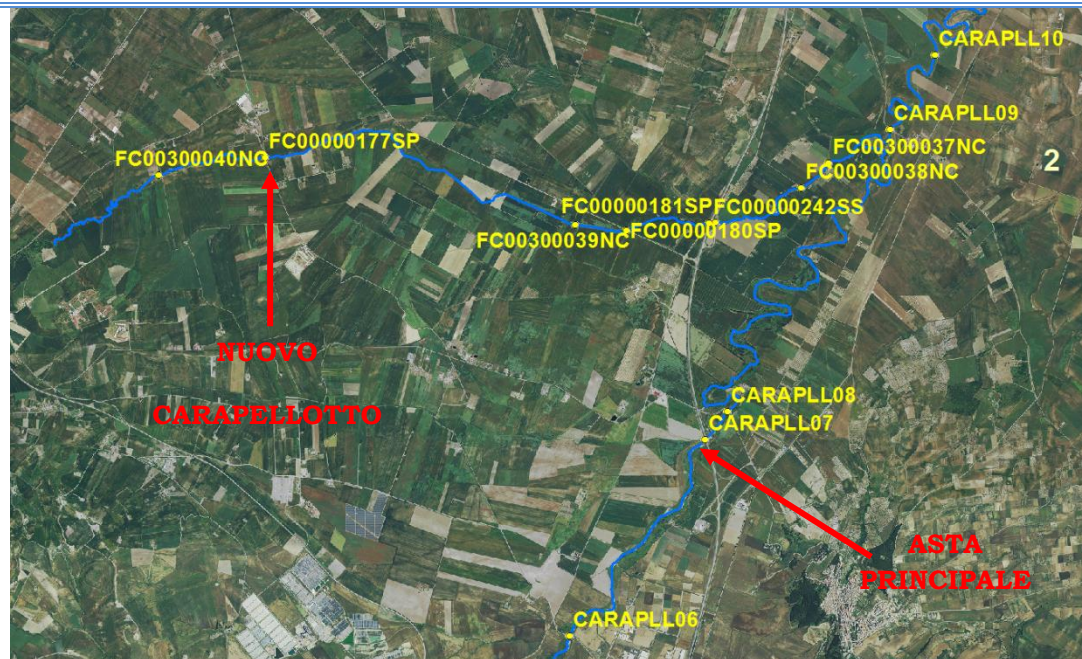 CARAPLL10
CARAPLL09
FC00000177SP
FC00300037NC
FC00300040NC
FC00300038NC
2
FC00000181SP
FC00000242SS
FC00300039NC
FC00000180SP
NUOVO
CARAPELLOTTO
CARAPLL08
CARAPLL07
ASTA
PRINCIPALE
CARAPLL06